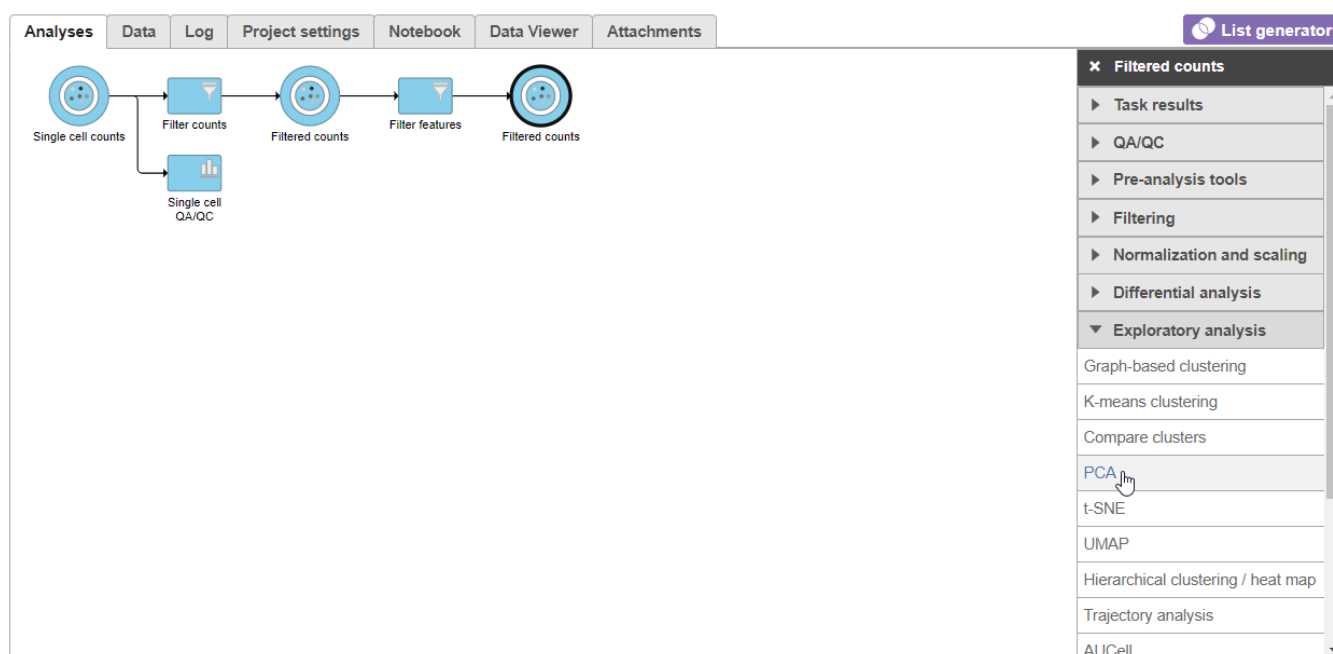 Analyses
Data
Log
Project settings
Notebook
Data Viewer
Attachments
List generator
Single cell counts
Filter counts
Filtered counts
Filter features
Filtered counts
Single cell
QA/QC
Filtered counts
Task results
QA/QC
Pre-analysis tools
Filtering
Normalization and scaling
Differential analysis
Exploratory analysis
Graph-based clustering
K-means clustering
Compare clusters
PCA
t-SNE
UMAP
Hierarchical clustering / heat map
Trajectory analysis
AUCell